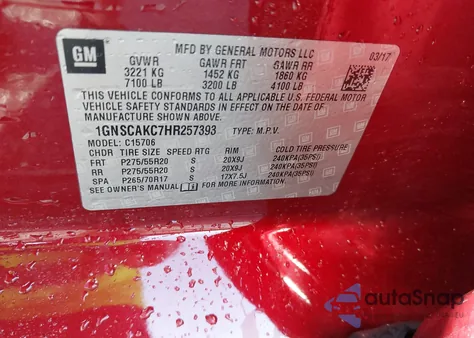 GM
MFD BY GENERAL MOTORS LLC
03/17
GVWR GAWR FRT GAWR RR
3221 KG 1452 KG 1860 KG
7100 LB 3200 LB 4100 LB
THIS VEHICLE CONFORMS TO ALL APPLICABLE U.S. FEDERAL MOTOR
VEHICLE SAFETY STANDARDS IN EFFECT ON THE DATE OF
MANUFACTURE SHOWN ABOVE.
1GNSCAKC7HR257393 TYPE: M.P.V.
MODEL: C15706
CHDR TIRE SIZE SPEED RTG RIM COLD TIRE PRESSURE
FRT P275/55R20 S 20X9J 240KPA(35PSI)
RR P275/55R20 S 20X9J 240KPA(35PSI)
SPA P265/70R17 S 17X7.5J 240KPA(35PSI)
SEE OWNER'S MANUAL FOR MORE INFORMATION.
autoSnap